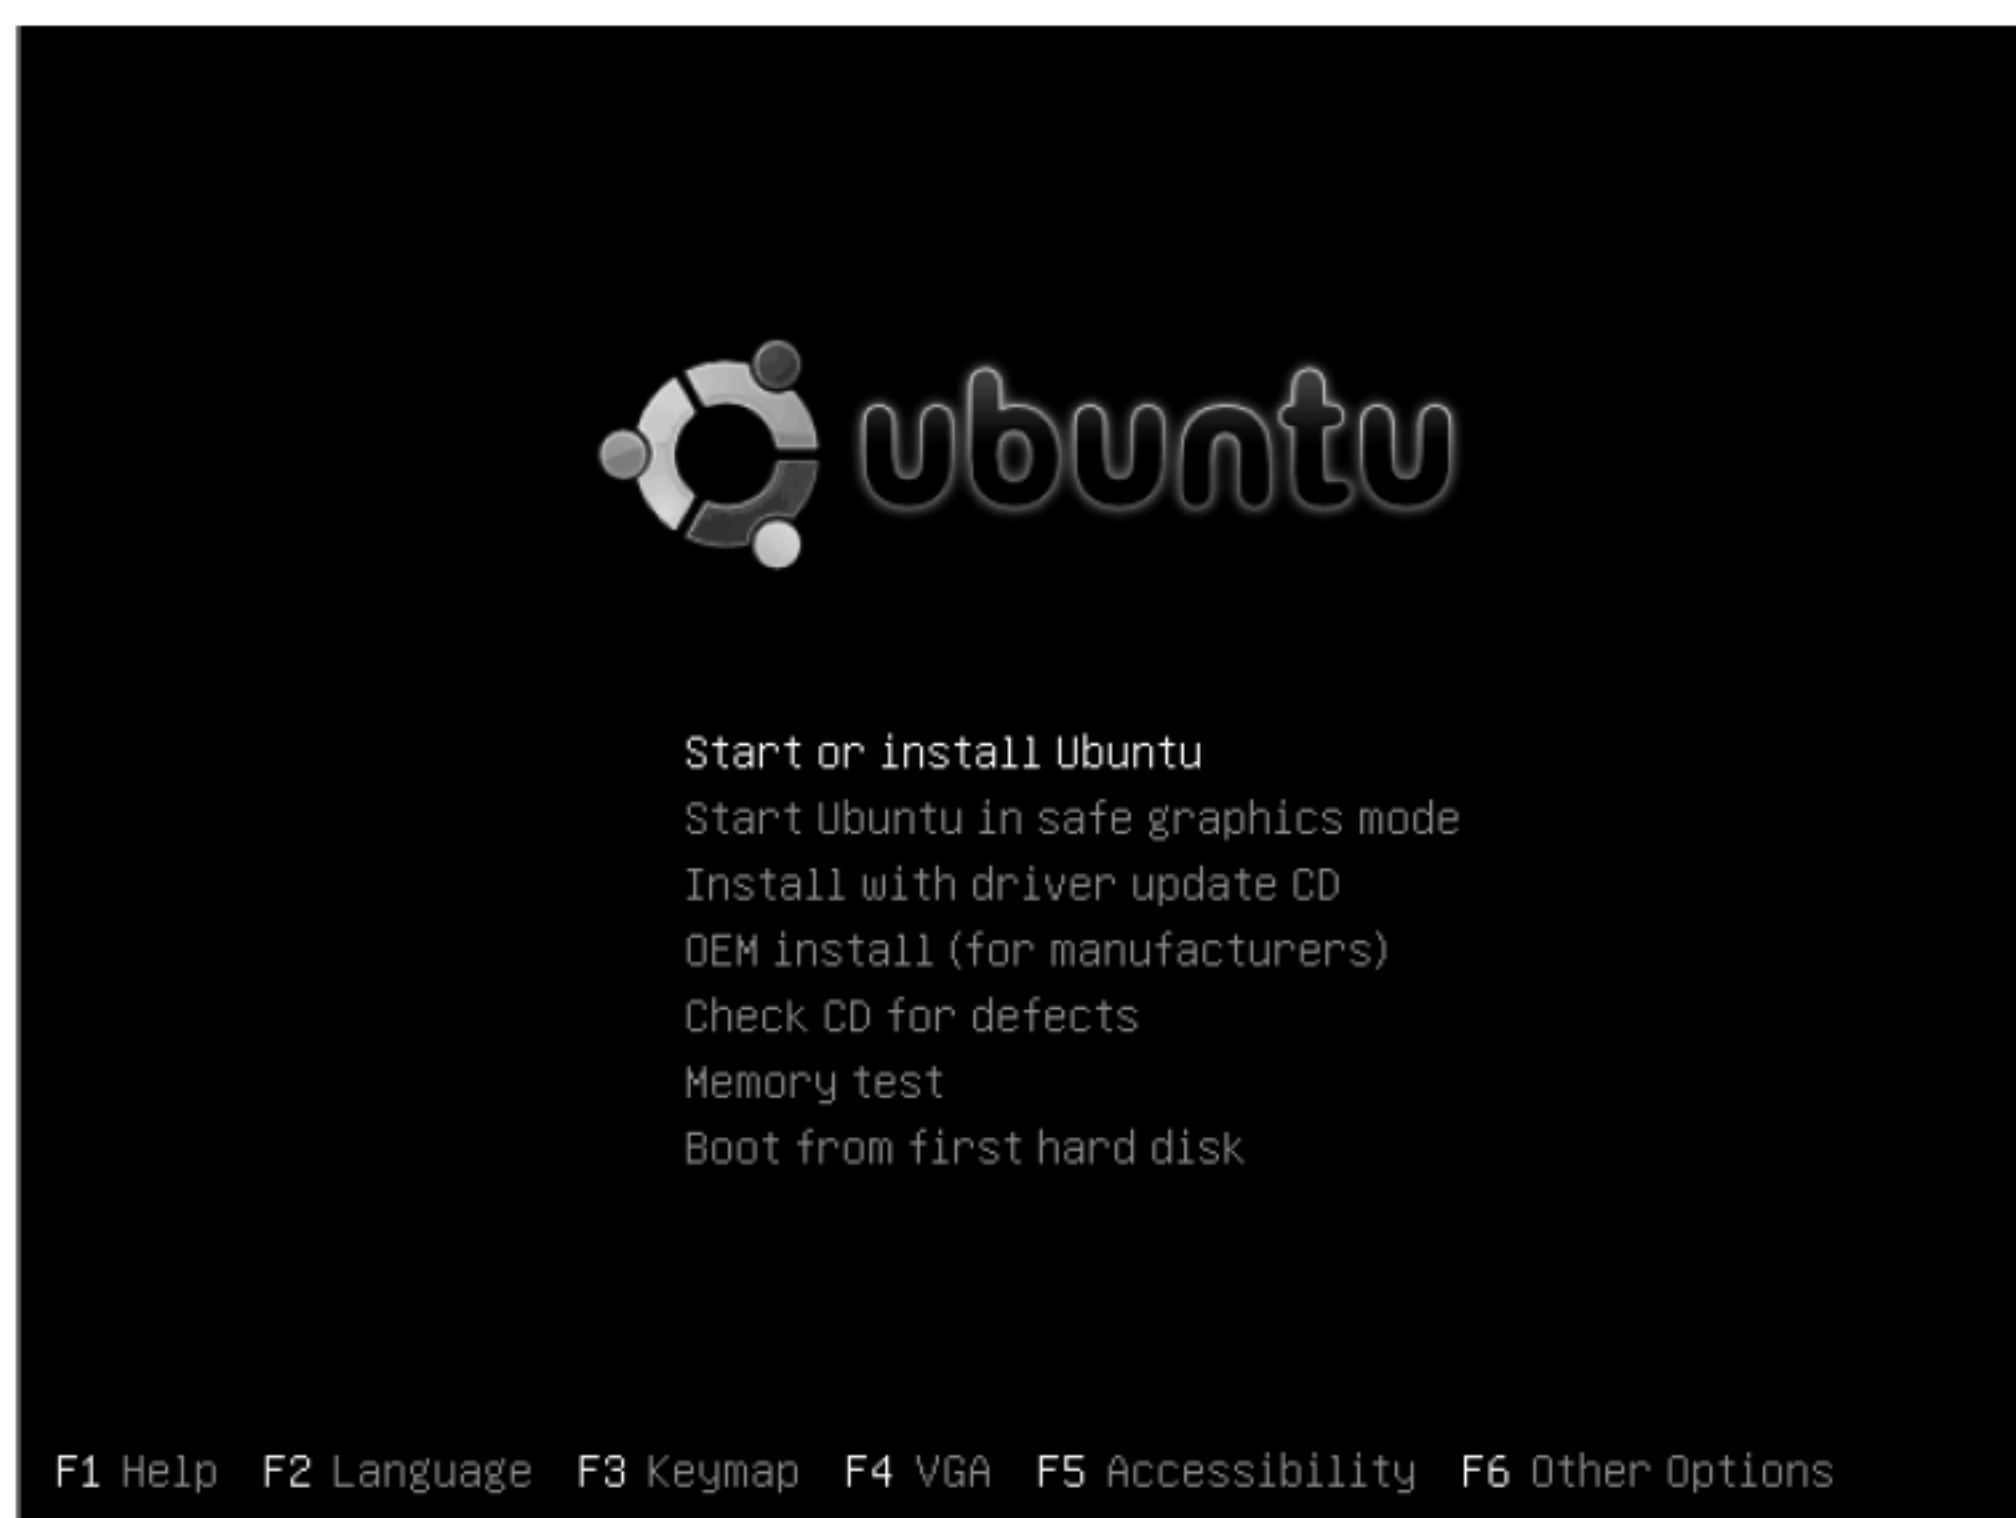 ubuntu
Start or install Ubuntu
Start Ubuntu in safe graphics mode
Install with driver update CD
OEM install (for manufacturers)
Check CD for defects
Memory test
Boot from first hard disk
F1 Help F2 Language F3 Keymap F4 VGA F5 Accessibility F6 Other Options